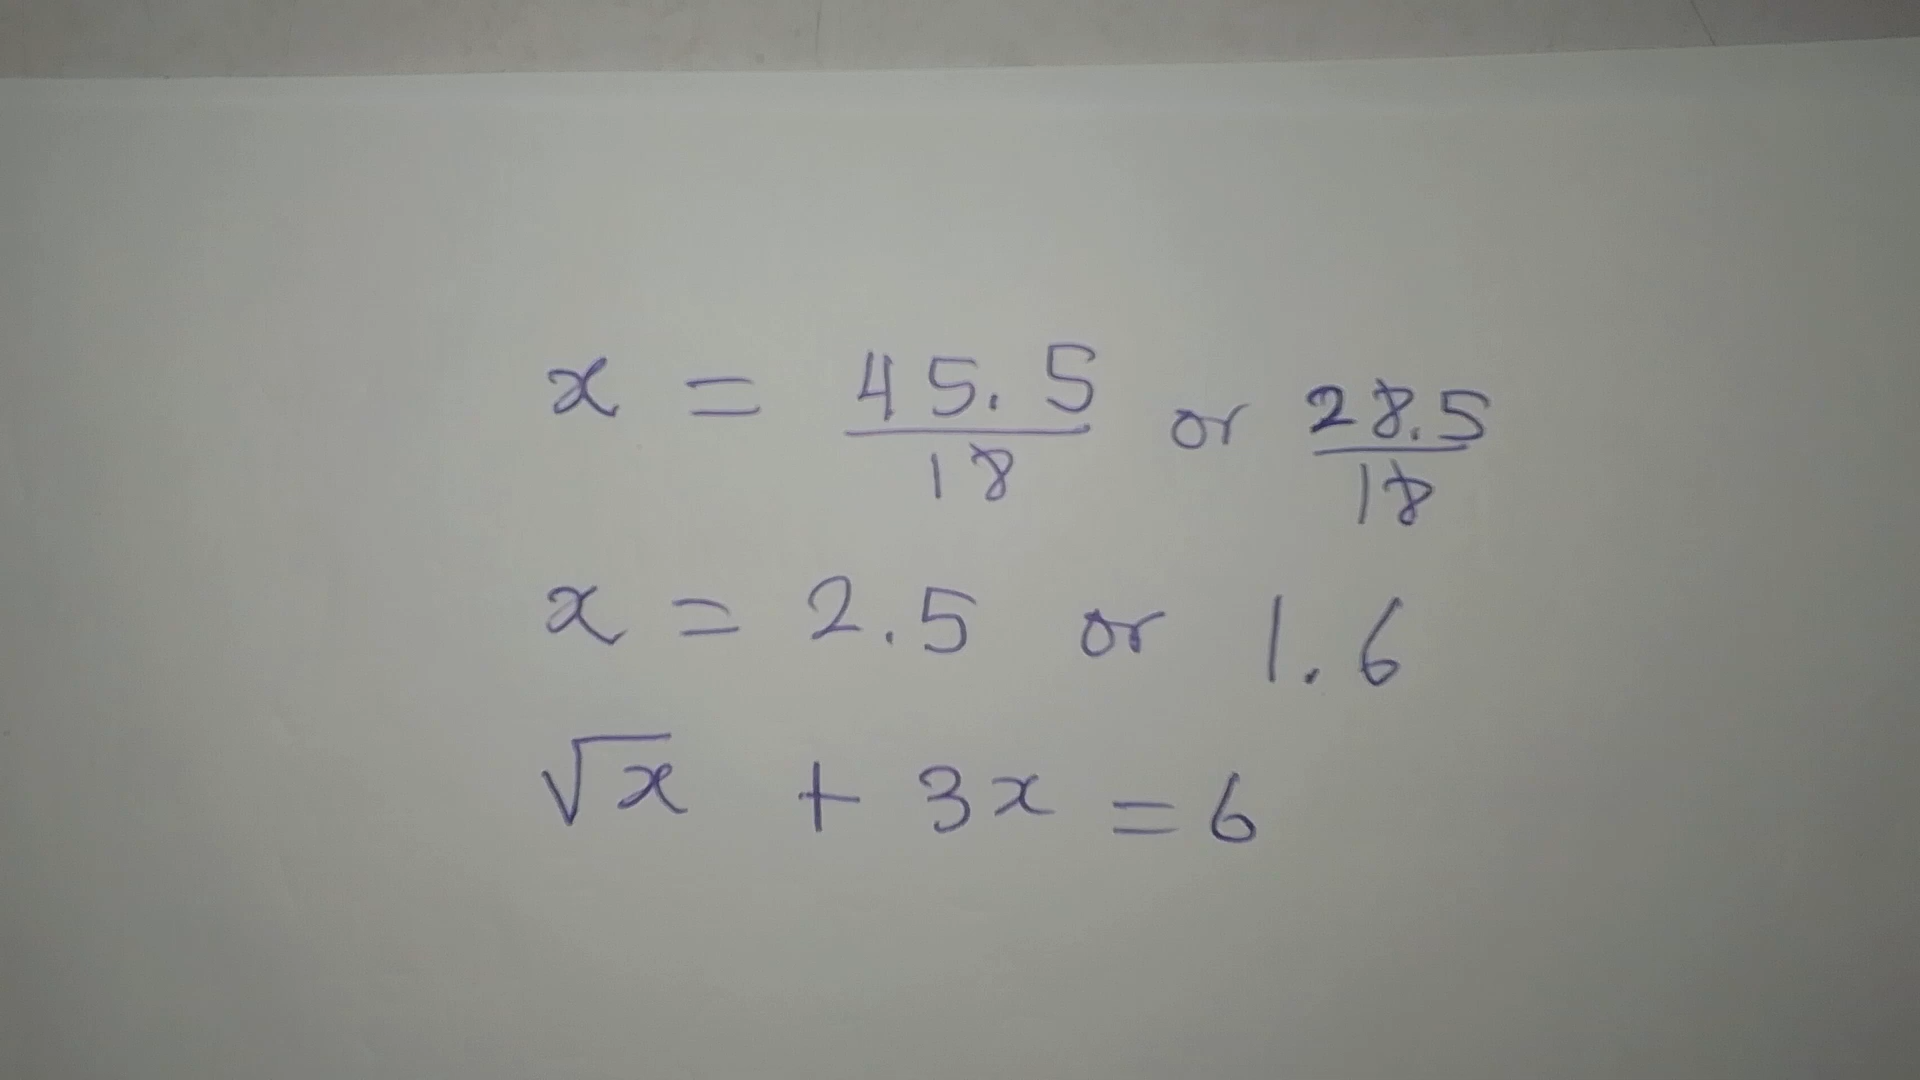 x = 45.5/18 or 28.5/18
x = 2.5 or 1.6
√x + 3x = 6